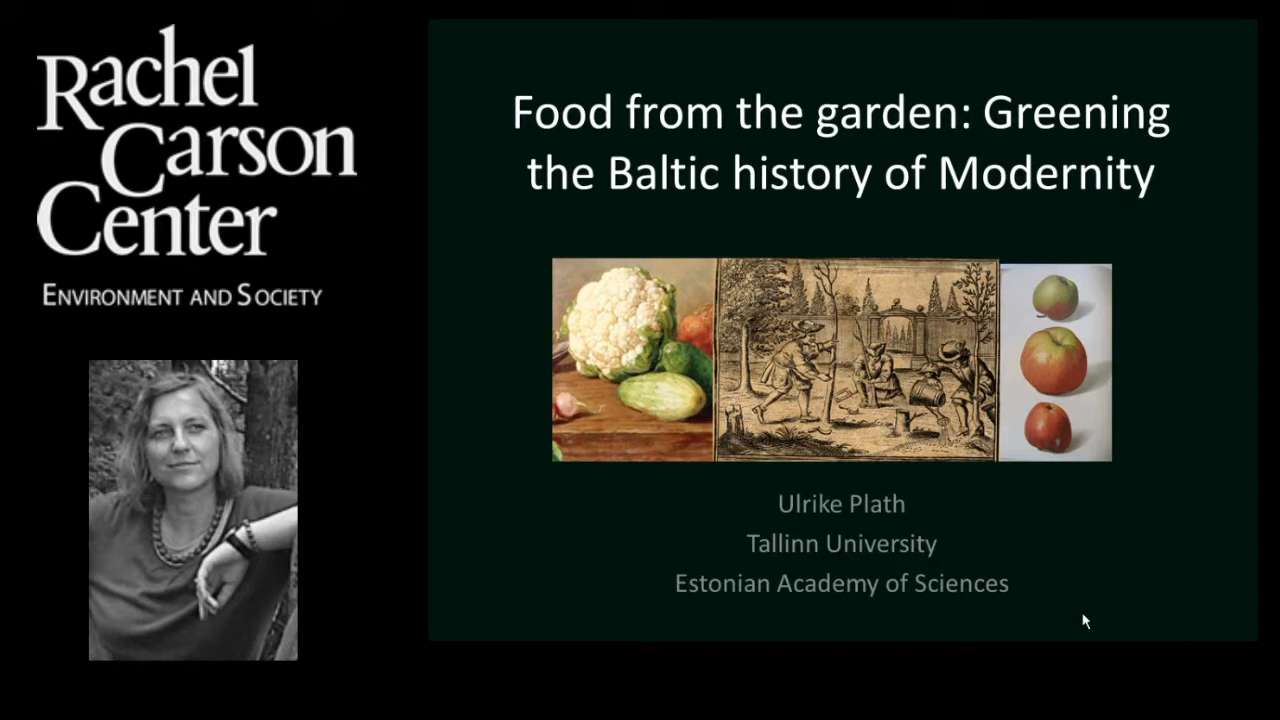 Rachel
Carson
Center
ENVIRONMENT AND SOCIETY
Food from the garden: Greening
the Baltic history of Modernity
Ulrike Plath
Tallinn University
Estonian Academy of Sciences